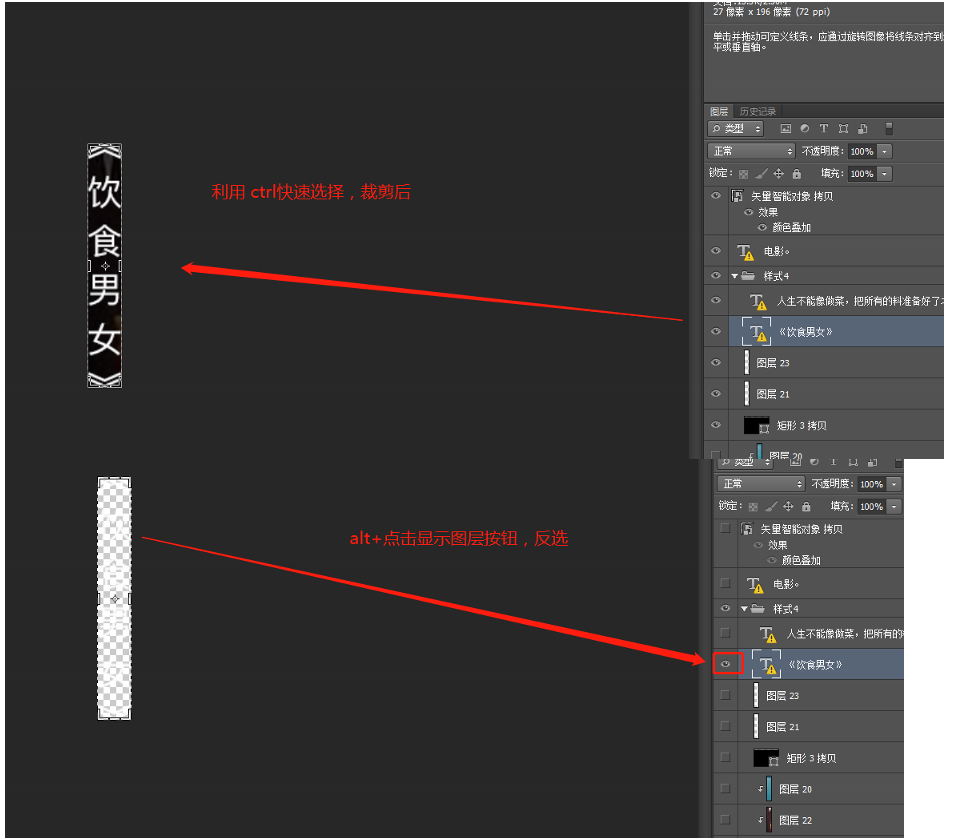 27 像素 x 196 像素 (72 ppi)
单击并拖动可定义线条，应通过旋转图像将线条对齐到
平或垂直轴。
图层 历史记录
类型
正常 不透明度： 100%
锁定： 填充： 100%
矢量智能对象 拷贝
效果
颜色叠加
电影。
样式4
人生不能像做菜，把所有的料准备好了
《饮食男女》
图层 23
图层 21
矩形 3 拷贝
图层 20
饮
食
男
女
利用 ctrl快速选择，裁剪后
alt+点击显示图层按钮，反选
类型
正常 不透明度： 100%
锁定： 填充： 100%
矢量智能对象 拷贝
效果
颜色叠加
电影。
样式4
人生不能像做菜，把所有的
《饮食男女》
图层 23
图层 21
矩形 3 拷贝
图层 20
图层 22